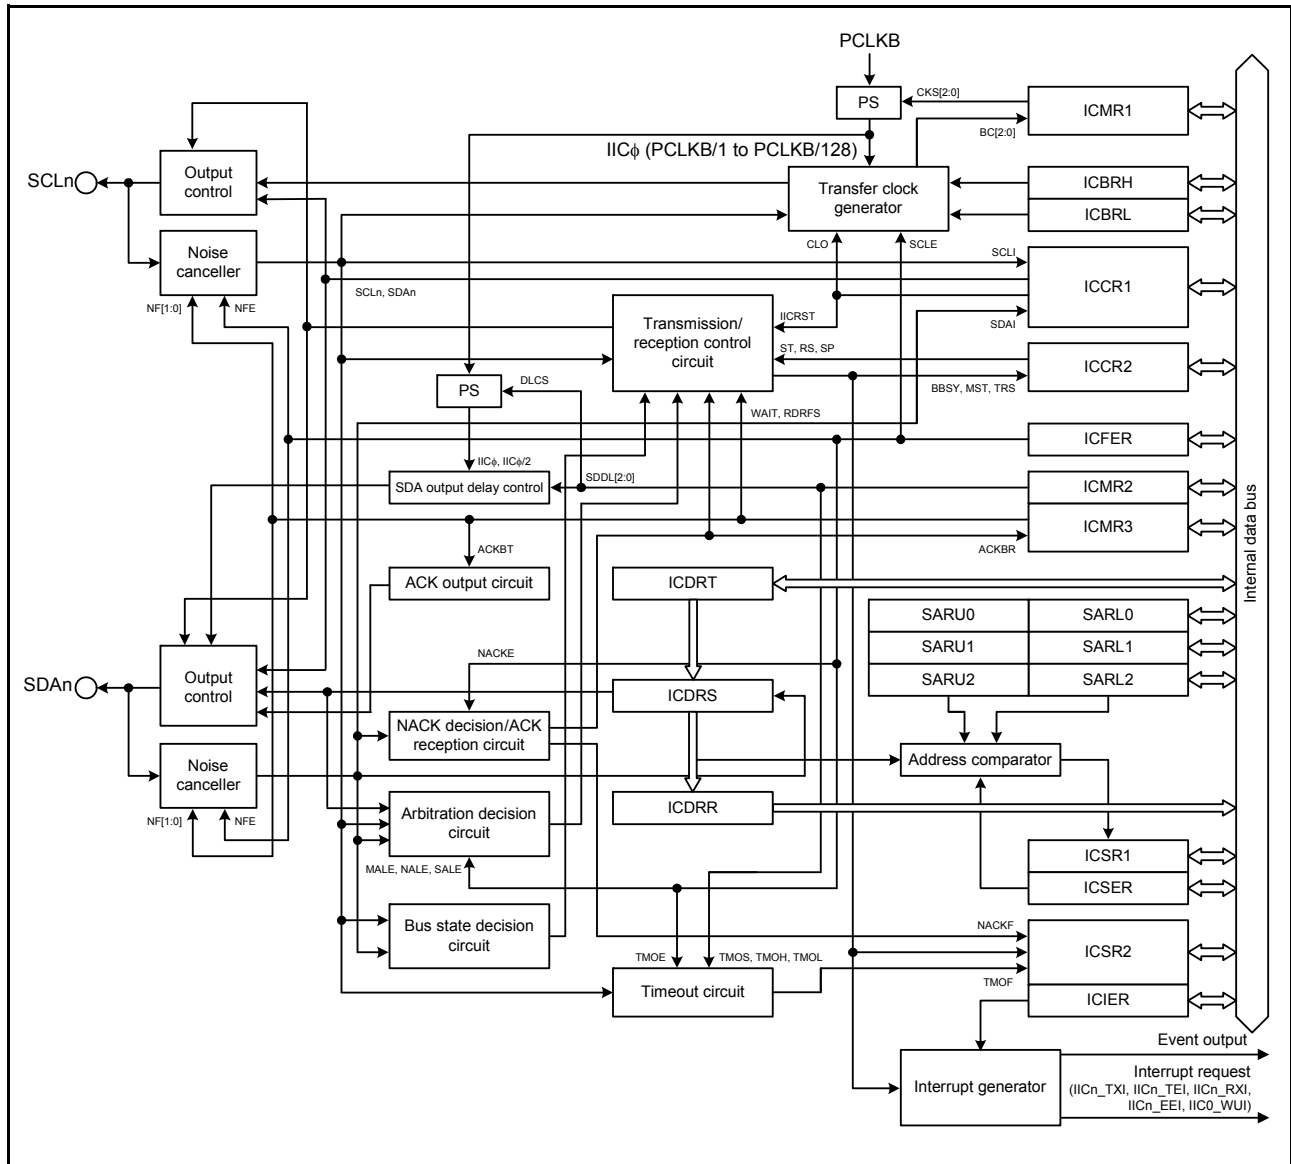 PCLKB
PS
CKS[2:0]
ICMR1
BC[2:0]
IICϕ (PCLKB/1 to PCLKB/128)
SCLn
Output
control
Transfer clock
generator
ICBRH
ICBRL
Noise
canceller
CLO
SCLE
SCLI
ICCR1
SCLn, SDAn
NF[1:0]
NFE
IICRST
SDAI
Transmission/
reception control
circuit
ST, RS, SP
ICCR2
BBSY, MST, TRS
PS
DLCS
WAIT, RDRFS
ICFER
IICϕ, IICϕ/2
SDA output delay control
SDDL[2:0]
ICMR2
ICMR3
ACKBT
ACKBR
ACK output circuit
ICDRT
Internal data bus
SARU0
SARL0
SARU1
SARL1
SARU2
SARL2
SDAn
Output
control
NACKE
ICDRS
NACK decision/ACK
reception circuit
Address comparator
Noise
canceller
NF[1:0]
NFE
Arbitration decision
circuit
ICDRR
MALE, NALE, SALE
ICSR1
ICSER
Bus state decision
circuit
NACKF
ICSR2
TMOE
TMOS, TMOH, TMOL
TMOF
Timeout circuit
ICIER
Event output
Interrupt generator
Interrupt request
(IICn_TXI, IICn_TEI, IICn_RXI,
IICn_EEI, IIC0_WUI)